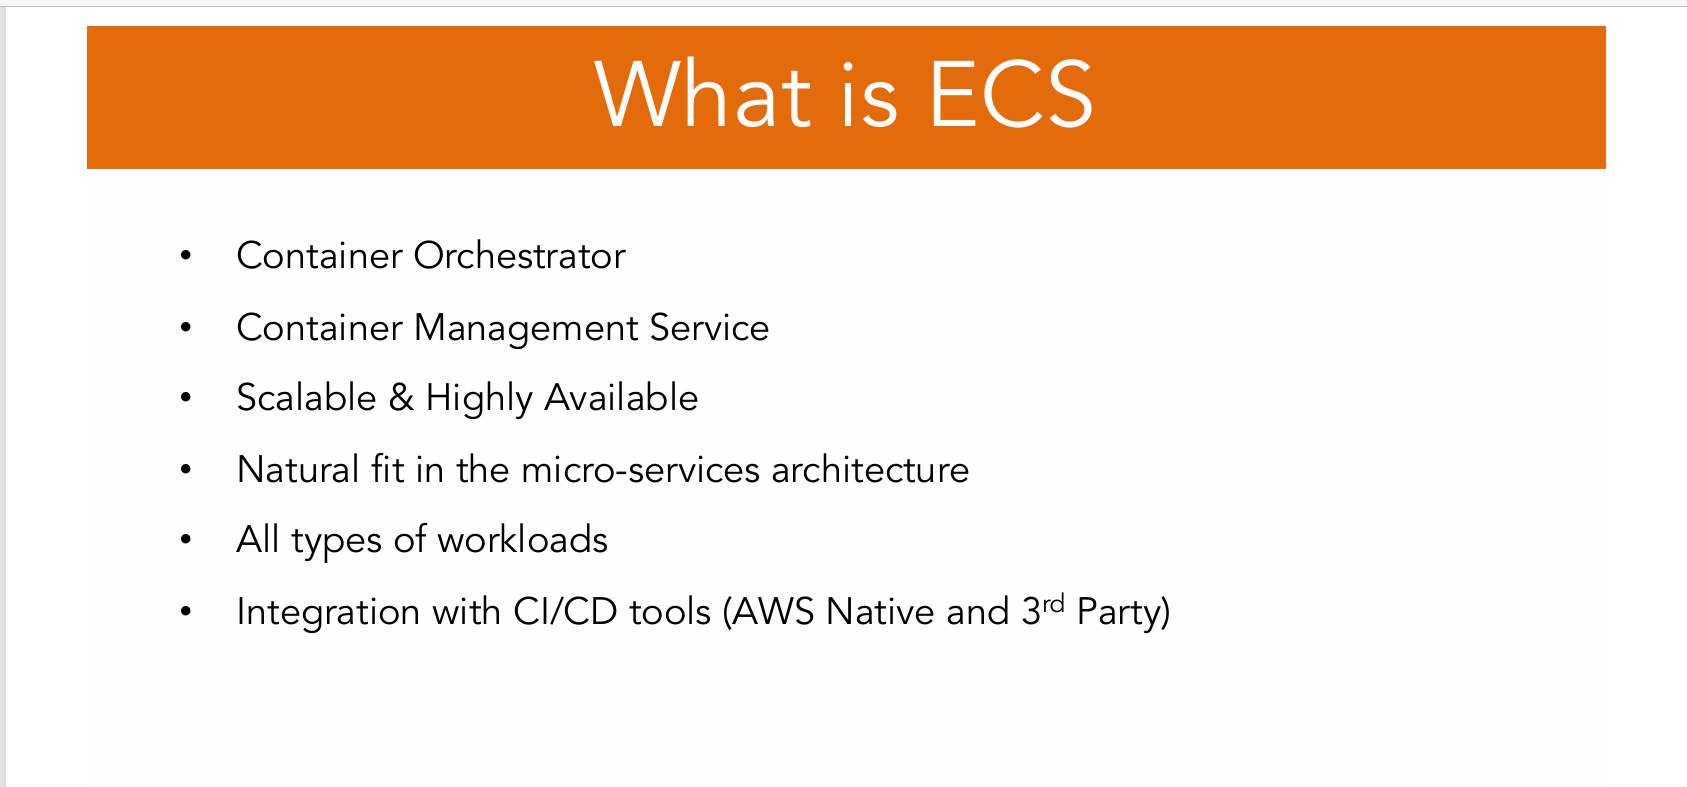 What is ECS
• Container Orchestrator
• Container Management Service
• Scalable & Highly Available
• Natural fit in the micro-services architecture
• All types of workloads
• Integration with CI/CD tools (AWS Native and 3rd Party)